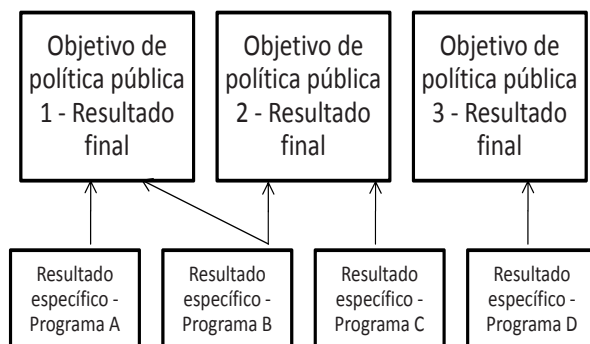 Objetivo de
política pública
1 - Resultado
final
Objetivo de
política pública
2 - Resultado
final
Objetivo de
política pública
3 - Resultado
final
Resultado
específico -
Programa A
Resultado
específico -
Programa B
Resultado
específico -
Programa C
Resultado
específico -
Programa D